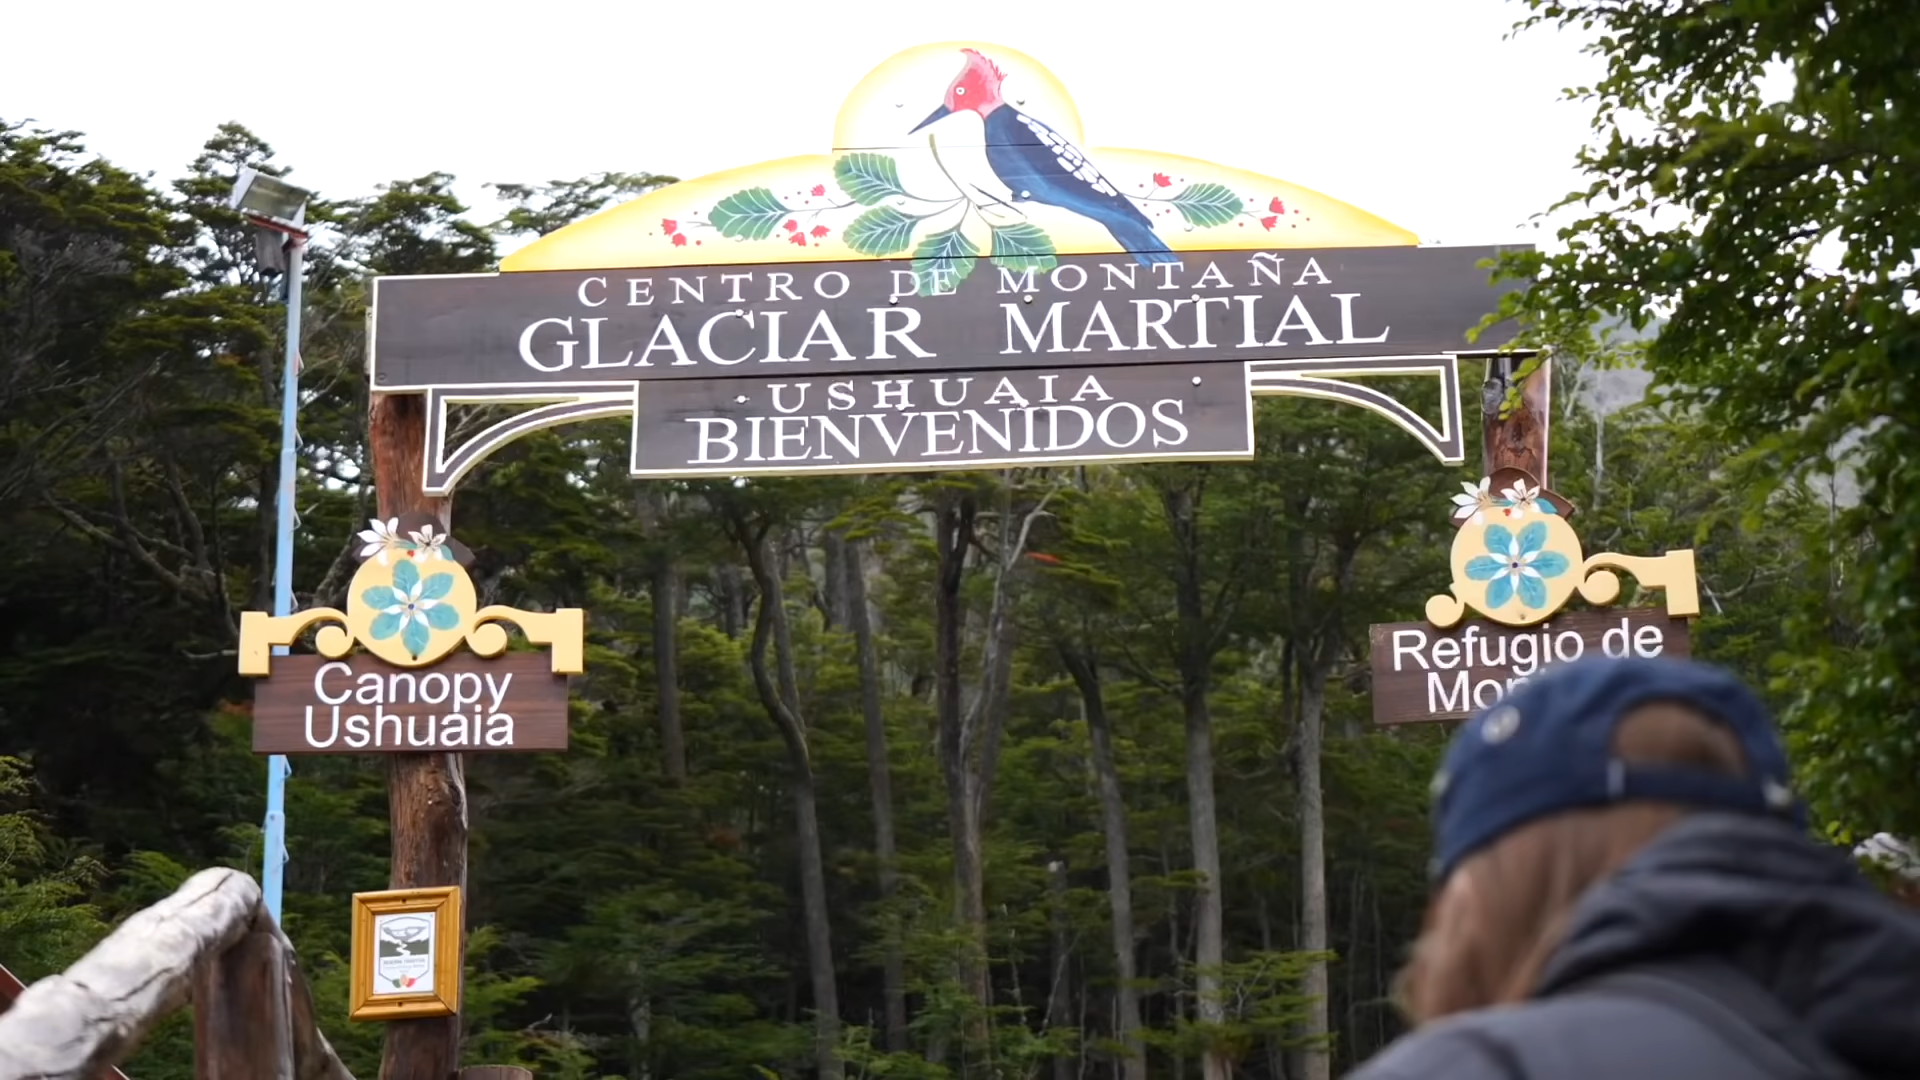 CENTRO DE MONTAÑA
GLACIAR MARTIAL
USHUAIA
BIENVENIDOS
Canopy
Ushuaia
Refugio de